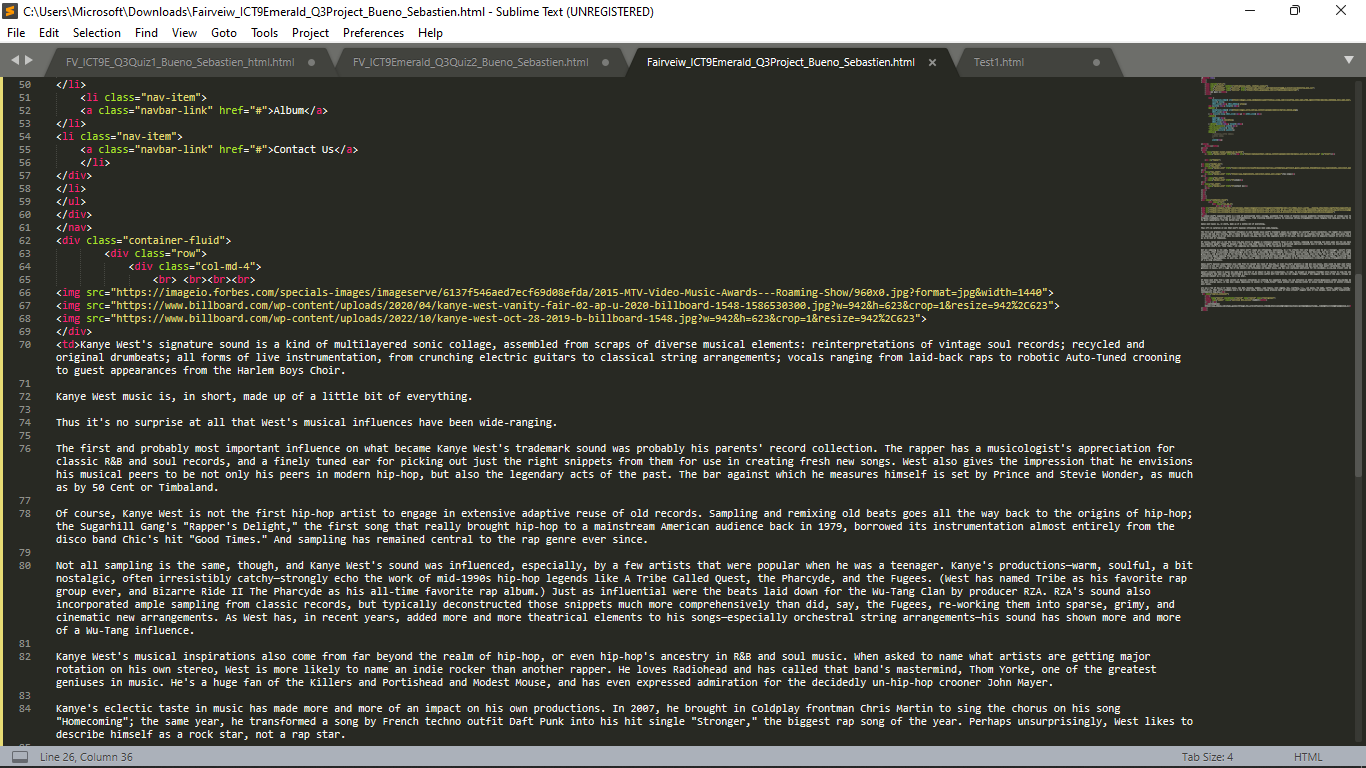 C:\Users\Microsoft\Downloads\Fairveiw_ICT9Emerald_Q3Project_Bueno_Sebastien.html - Sublime Text (UNREGISTERED)
File Edit Selection Find View Goto Tools Project Preferences Help
FV_ICT9E_Q3Quiz1_Bueno_Sebastien_html.html FV_ICT9Emerald_Q3Quiz2_Bueno_Sebastien.html Fairveiw_ICT9Emerald_Q3Project_Bueno_Sebastien.html Test1.html
50 </li>
51 <li class="nav-item">
52 <a class="navbar-link" href="#">Album</a>
53 </li>
54 <li class="nav-item">
55 <a class="navbar-link" href="#">Contact Us</a>
56 </li>
57 </div>
58 </li>
59 </ul>
60 </div>
61 </nav>
62 <div class="container-fluid">
63 <div class="row">
64 <div class="col-md-4">
65 <br> <br><br><br>
66 <img src="https://imageio.forbes.com/specials-images/imageserve/6137f546aed7ecf69d08efda/2015-MTV-Video-Music-Awards---Roaming-Show/960x0.jpg?format=jpg&width=1440">
67 <img src="https://www.billboard.com/wp-content/uploads/2020/04/kanye-west-vanity-fair-02-ap-u-2020-billboard-1548-1586530300.jpg?w=942&h=623&crop=1&resize=942%2C623">
68 <img src="https://www.billboard.com/wp-content/uploads/2022/10/kanye-west-oct-28-2019-b-billboard-1548.jpg?w=942&h=623&crop=1&resize=942%2C623">
69 </div>
70 <td>Kanye West's signature sound is a kind of multilayered sonic collage, assembled from scraps of diverse musical elements: reinterpretations of vintage soul records; recycled and
original drumbeats; all forms of live instrumentation, from crunching electric guitars to classical string arrangements; vocals ranging from laid-back raps to robotic Auto-Tuned crooning
to guest appearances from the Harlem Boys Choir.
71
72 Kanye West music is, in short, made up of a little bit of everything.
73
74 Thus it's no surprise at all that West's musical influences have been wide-ranging.
75
76 The first and probably most important influence on what became Kanye West's trademark sound was probably his parents' record collection. The rapper has a musicologist's appreciation for
classic R&B and soul records, and a finely tuned ear for picking out just the right snippets from them for use in creating fresh new songs. West also gives the impression that he envisions
his musical peers to be not only his peers in modern hip-hop, but also the legendary acts of the past. The bar against which he measures himself is set by Prince and Stevie Wonder, as much
as by 50 Cent or Timbaland.
77
78 Of course, Kanye West is not the first hip-hop artist to engage in extensive adaptive reuse of old records. Sampling and remixing old beats goes all the way back to the origins of hip-hop;
the Sugarhill Gang's "Rapper's Delight," the first song that really brought hip-hop to a mainstream American audience back in 1979, borrowed its instrumentation almost entirely from the
disco band Chic's hit "Good Times." And sampling has remained central to the rap genre ever since.
79
80 Not all sampling is the same, though, and Kanye West's sound was influenced, especially, by a few artists that were popular when he was a teenager. Kanye's productions—warm, soulful, a bit
nostalgic, often irresistibly catchy—strongly echo the work of mid-1990s hip-hop legends like A Tribe Called Quest, the Pharcyde, and the Fugees. (West has named Tribe as his favorite rap
group ever, and Bizarre Ride II The Pharcyde as his all-time favorite rap album.) Just as influential were the beats laid down for the Wu-Tang Clan by producer RZA. RZA's sound also
incorporated ample sampling from classic records, but typically deconstructed those snippets much more comprehensively than did, say, the Fugees, re-working them into sparse, grimy, and
cinematic new arrangements. As West has, in recent years, added more and more theatrical elements to his songs—especially orchestral string arrangements—his sound has shown more and more
of a Wu-Tang influence.
81
82 Kanye West's musical inspirations also come from far beyond the realm of hip-hop, or even hip-hop's ancestry in R&B and soul music. When asked to name what artists are getting major
rotation on his own stereo, West is more likely to name an indie rocker than another rapper. He loves Radiohead and has called that band's mastermind, Thom Yorke, one of the greatest
geniuses in music. He's a huge fan of the Killers and Portishead and Modest Mouse, and has even expressed admiration for the decidedly un-hip-hop crooner John Mayer.
83
84 Kanye's eclectic taste in music has made more and more of an impact on his own productions. In 2007, he brought in Coldplay frontman Chris Martin to sing the chorus on his song
"Homecoming"; the same year, he transformed a song by French techno outfit Daft Punk into his hit single "Stronger," the biggest rap song of the year. Perhaps unsurprisingly, West likes to
describe himself as a rock star, not a rap star.
Line 26, Column 36 Tab Size: 4 HTML